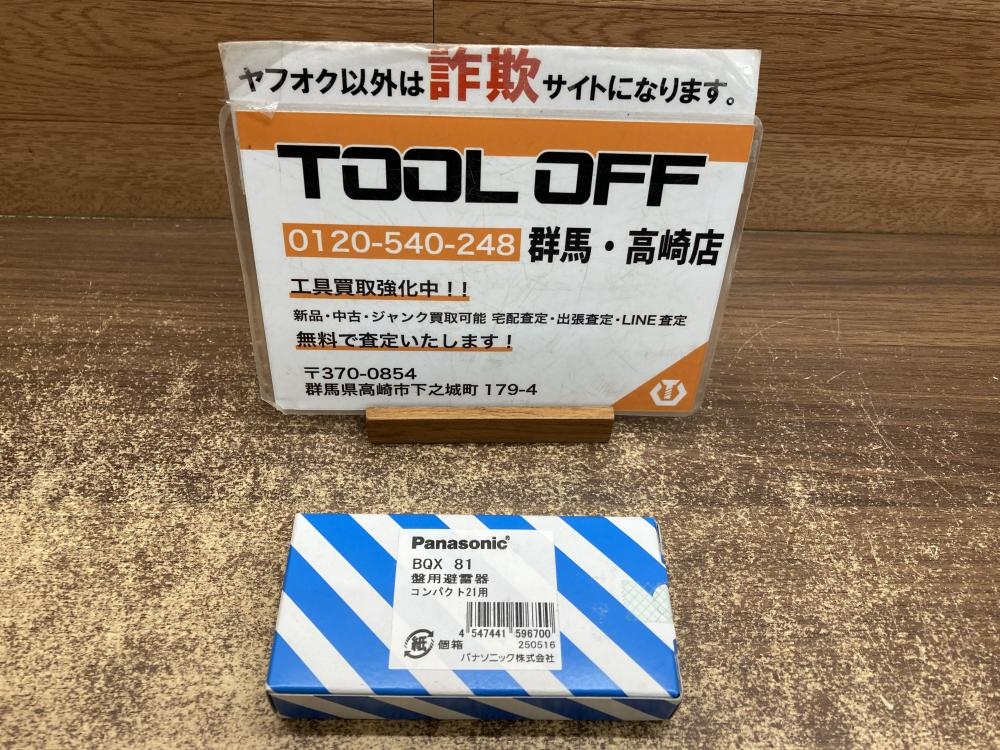 ヤフオク以外は詐欺サイトになります。
TOOL OFF
0120-540-248 群馬・高崎店
工具買取強化中!!
新品・中古・ジャンク買取可能 宅配査定・出張査定・LINE査定
無料で査定いたします!
〒370-0854
群馬県高崎市下之城町 179-4
Panasonic®
BQX 81
盤用避雷器
コンパクト21用
4 547441 596700
紙 個箱 250516
パナソニック株式会社